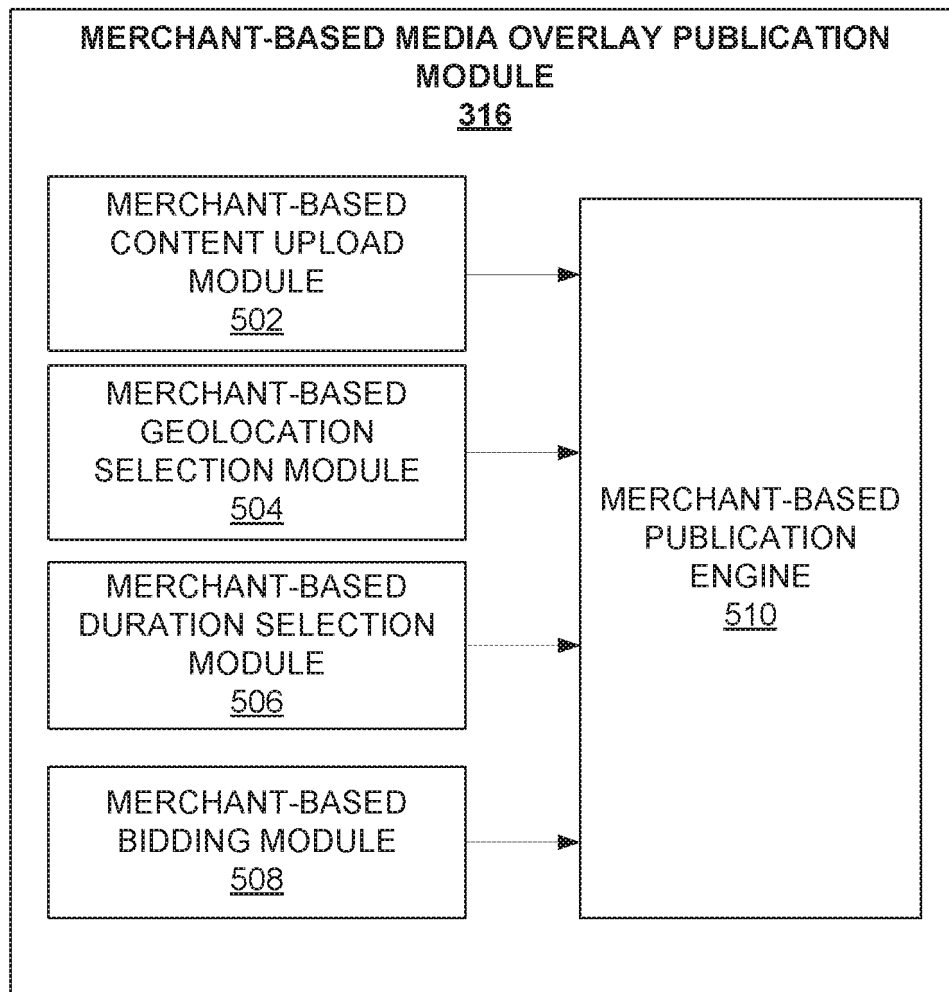 MERCHANT-BASED MEDIA OVERLAY PUBLICATION
MODULE
316
MERCHANT-BASED
CONTENT UPLOAD
MODULE
502
MERCHANT-BASED
GEOLOCATION
SELECTION MODULE
504
MERCHANT-BASED
DURATION SELECTION
MODULE
506
MERCHANT-BASED
BIDDING MODULE
508
MERCHANT-BASED
PUBLICATION
ENGINE
510